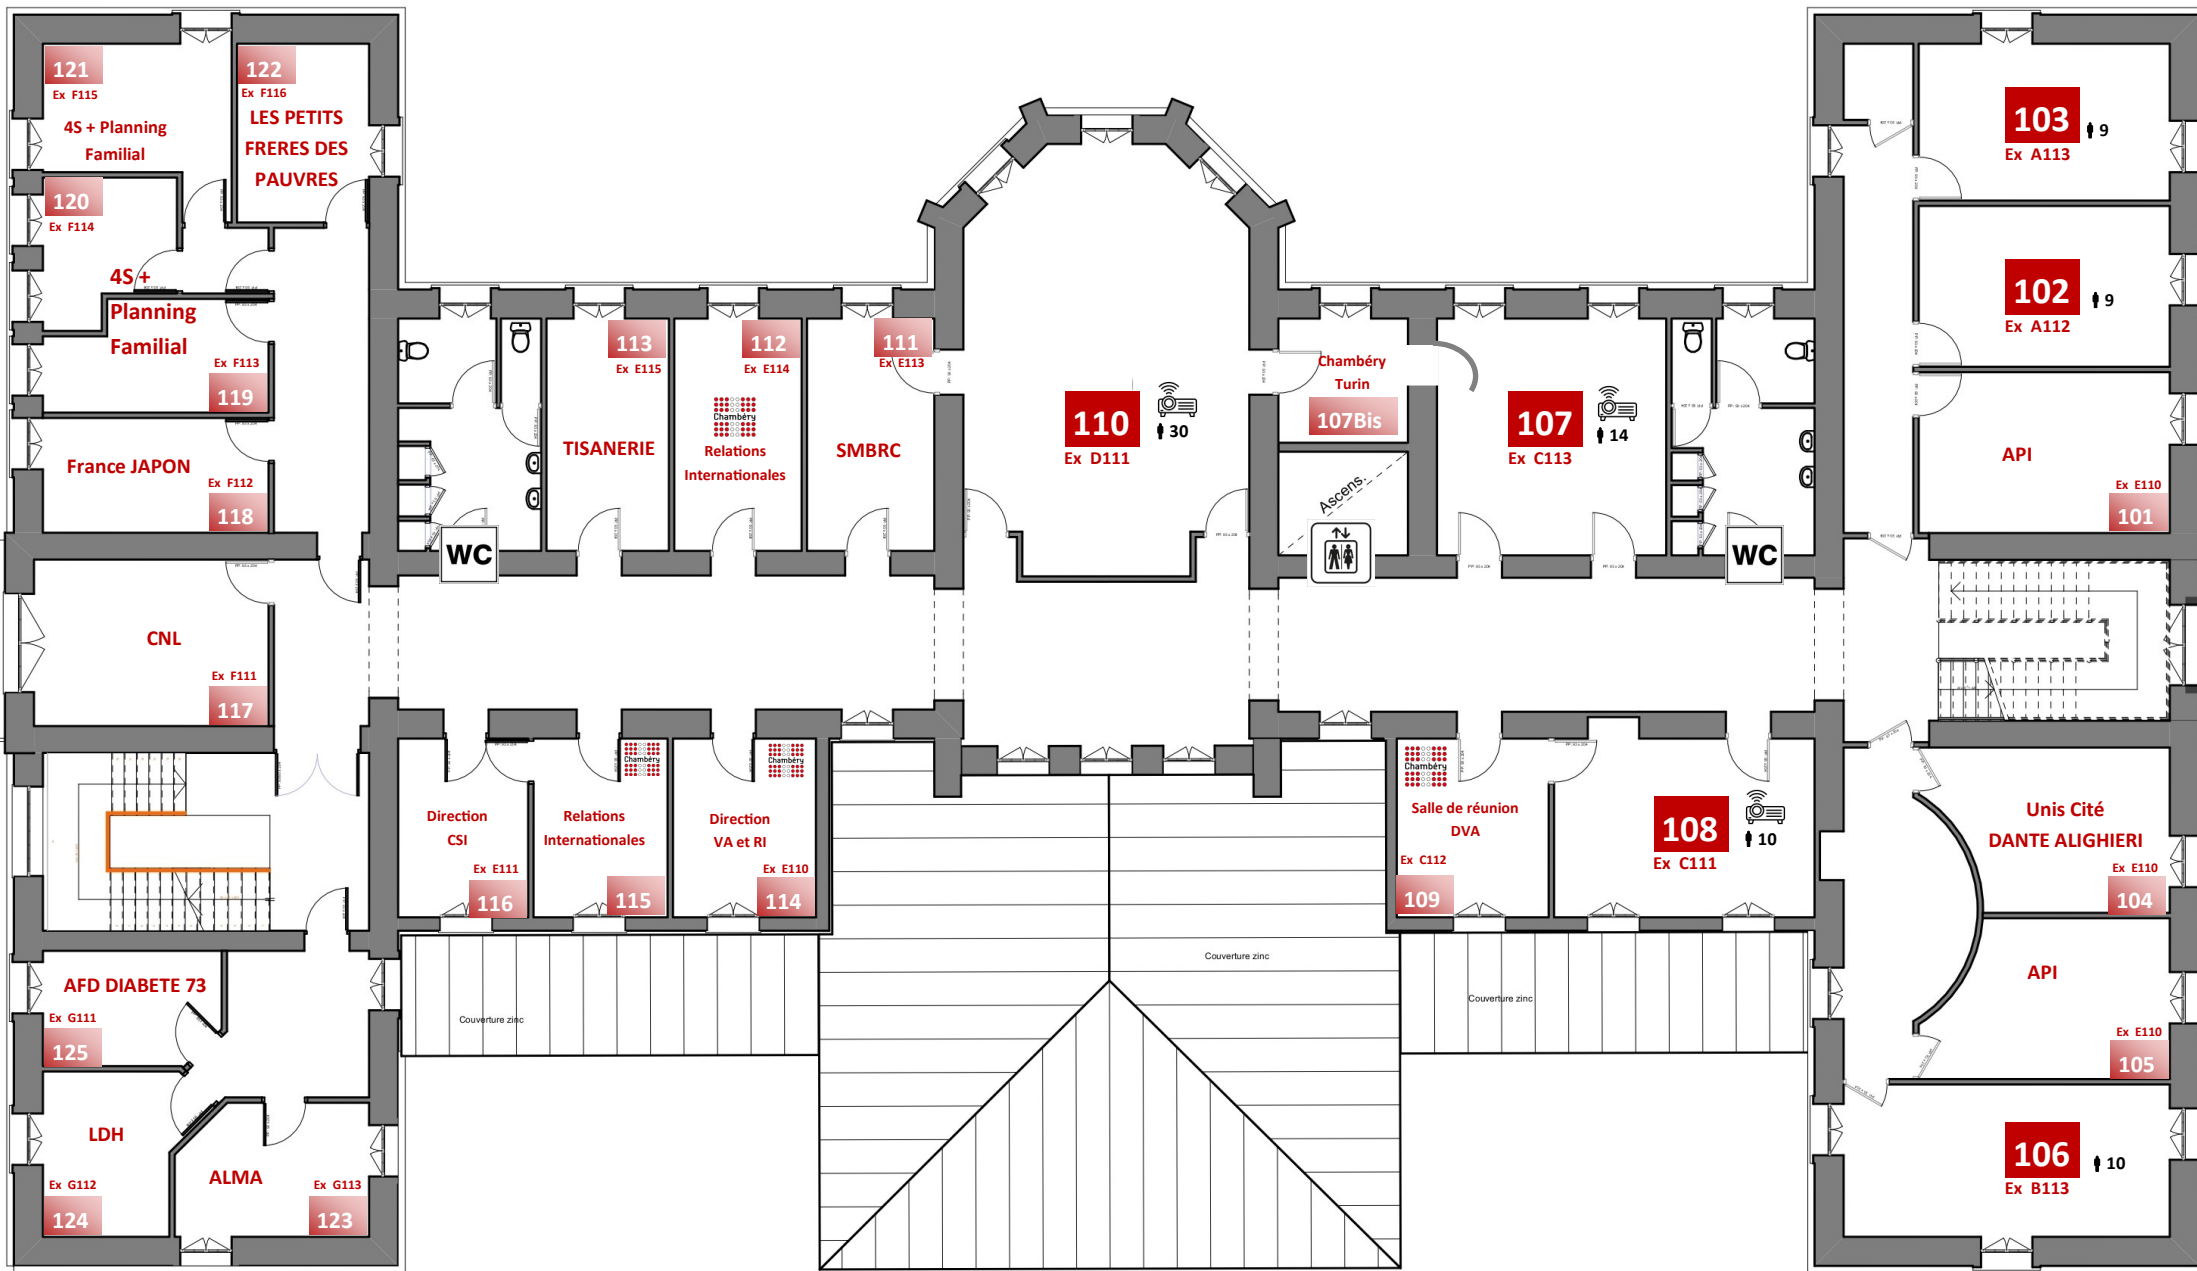 121
Ex F115
4S + Planning
Familial
122
Ex F116
LES PETITS
FRERES DES
PAUVRES
120
Ex F114
4S +
Planning
Familial
Ex F113
119
France JAPON
Ex F112
118
CNL
Ex F111
117
WC
113
Ex E115
TISANERIE
112
Ex E114
Chambéry
Relations
Internationales
111
Ex E113
SMBRC
110
30
Ex D111
Chambéry
Turin
107Bis
Ascens.
107
14
Ex C113
WC
103
9
Ex A113
102
9
Ex A112
API
Ex E110
101
Direction
CSI
Ex E111
116
Chambéry
Relations
Internationales
115
Chambéry
Direction
VA et RI
Ex E110
114
Chambéry
Salle de réunion
DVA
Ex C112
109
108
10
Ex C111
Unis Cité
DANTE ALIGHIERI
Ex E110
104
API
Ex E110
105
106
10
Ex B113
AFD DIABETE 73
Ex G111
125
LDH
Ex G112
124
ALMA
Ex G113
123
Couverture zinc
Couverture zinc
Couverture zinc